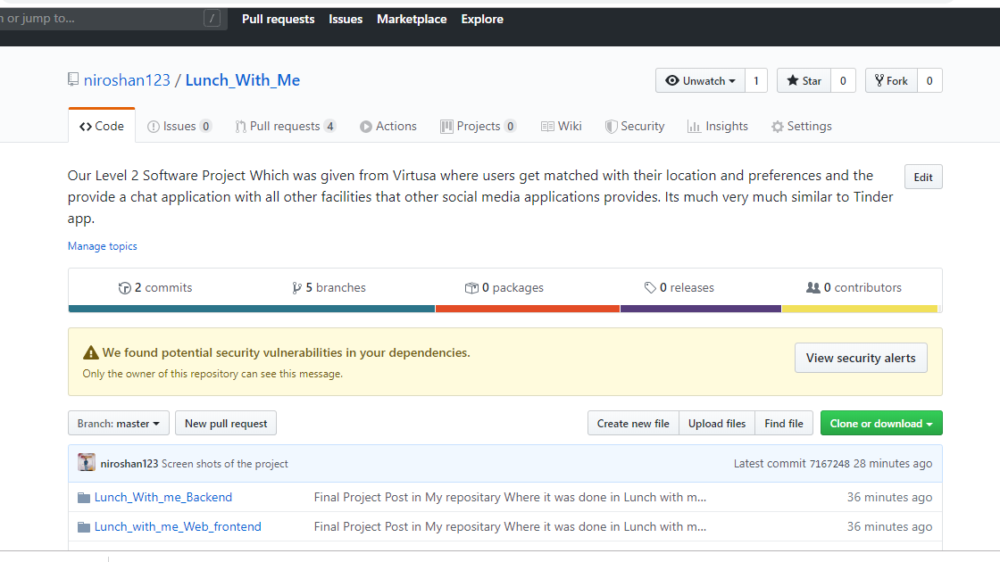 n or jump to... / Pull requests Issues Marketplace Explore
niroshan123 / Lunch_With_Me Unwatch 1 Star 0 Fork 0
Code Issues 0 Pull requests 4 Actions Projects 0 Wiki Security Insights Settings
Our Level 2 Software Project Which was given from Virtusa where users get matched with their location and preferences and the
provide a chat application with all other facilities that other social media applications provides. Its much very much similar to Tinder
app.
Edit
Manage topics
2 commits 5 branches 0 packages 0 releases 0 contributors
We found potential security vulnerabilities in your dependencies.
Only the owner of this repository can see this message.
View security alerts
Branch: master New pull request Create new file Upload files Find file Clone or download
niroshan123 Screen shots of the project Latest commit 7167248 28 minutes ago
Lunch_With_me_Backend Final Project Post in My repositary Where it was done in Lunch with m... 36 minutes ago
Lunch_with_me_Web_frontend Final Project Post in My repositary Where it was done in Lunch with m... 36 minutes ago